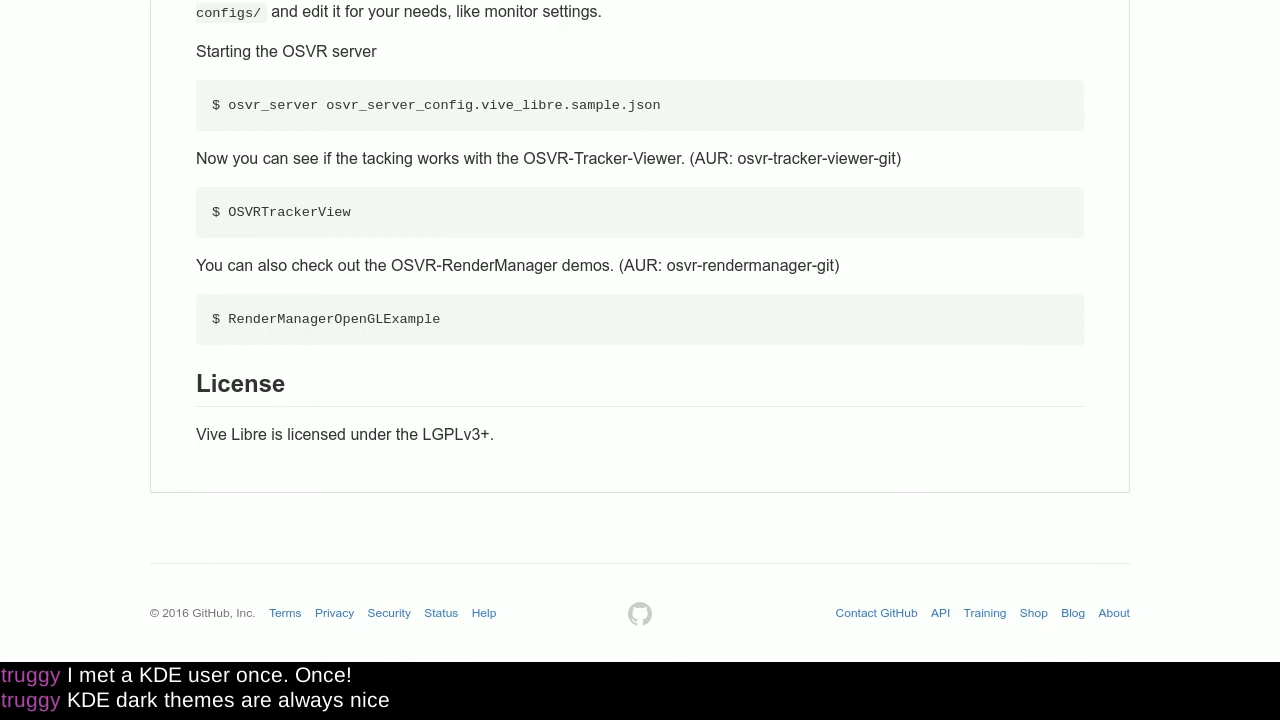 configs/ and edit it for your needs, like monitor settings.
Starting the OSVR server
$ osvr_server osvr_server_config.vive_libre.sample.json
Now you can see if the tacking works with the OSVR-Tracker-Viewer. (AUR: osvr-tracker-viewer-git)
$ OSVRTrackerView
You can also check out the OSVR-RenderManager demos. (AUR: osvr-rendermanager-git)
$ RenderManagerOpenGLExample
License
Vive Libre is licensed under the LGPLv3+.
© 2016 GitHub, Inc. Terms Privacy Security Status Help Contact GitHub API Training Shop Blog About
truggy I met a KDE user once. Once!
truggy KDE dark themes are always nice